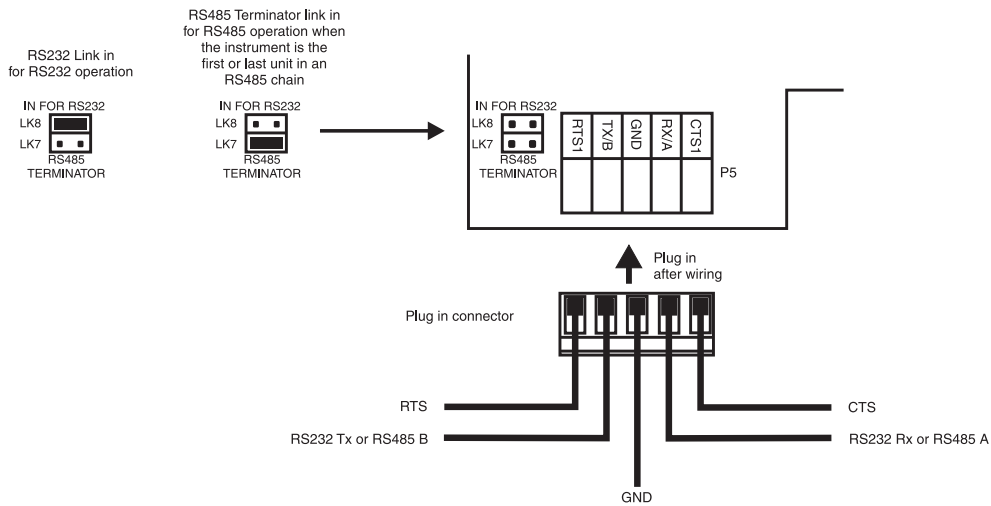 RS232 Link in
for RS232 operation
IN FOR RS232
LK8
LK7
RS485
TERMINATOR
RS485 Terminator link in
for RS485 operation when
the instrument is the
first or last unit in an
RS485 chain
IN FOR RS232
LK8
LK7
RS485
TERMINATOR
IN FOR RS232
LK8
LK7
RS485
TERMINATOR
RTS1
TX/B
GND
RX/A
CTS1
P5
Plug in
after wiring
Plug in connector
RTS
CTS
RS232 Tx or RS485 B
RS232 Rx or RS485 A
GND